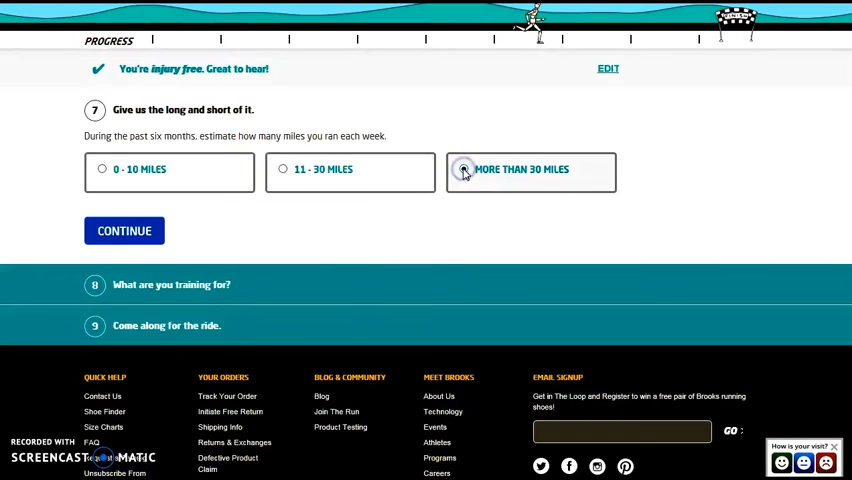 FINISH
PROGRESS
✔ You're injury free. Great to hear!
EDIT
7 Give us the long and short of it.
During the past six months, estimate how many miles you ran each week.
0 - 10 MILES
11 - 30 MILES
MORE THAN 30 MILES
CONTINUE
8 What are you training for?
9 Come along for the ride.
QUICK HELP
Contact Us
Shoe Finder
Size Charts
FAQ
Unsubscribe From
YOUR ORDERS
Track Your Order
Initiate Free Return
Shipping Info
Returns & Exchanges
Defective Product
Claim
BLOG & COMMUNITY
Blog
Join The Run
Product Testing
MEET BROOKS
About Us
Technology
Events
Athletes
Programs
Careers
EMAIL SIGNUP
Get in The Loop and Register to win a free pair of Brooks running
shoes!
GO :
How is your visit?
RECORDED WITH
SCREENCAST MATIC